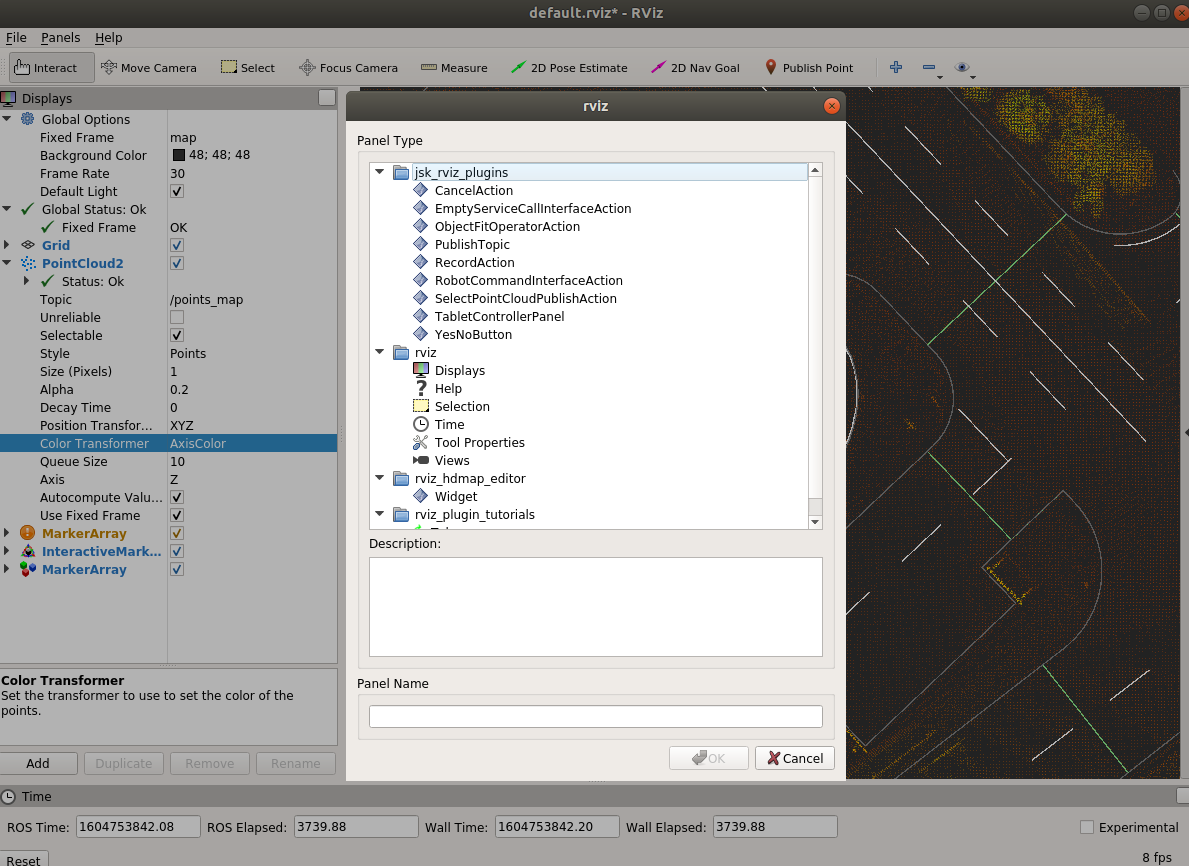 default.rviz* - RViz
File Panels Help
Interact Move Camera Select Focus Camera Measure 2D Pose Estimate 2D Nav Goal Publish Point
Displays
Global Options
Fixed Frame map
Background Color 48; 48; 48
Frame Rate 30
Default Light
Global Status: Ok
Fixed Frame OK
Grid
PointCloud2
Status: Ok
Topic /points_map
Unreliable
Selectable
Style Points
Size (Pixels) 1
Alpha 0.2
Decay Time 0
Position Transfor... XYZ
Color Transformer AxisColor
Queue Size 10
Axis Z
Autocompute Valu...
Use Fixed Frame
MarkerArray
InteractiveMark...
MarkerArray
Color Transformer
Set the transformer to use to set the color of the
points.
Add Duplicate Remove Rename
rviz
Panel Type
jsk_rviz_plugins
CancelAction
EmptyServiceCallInterfaceAction
ObjectFitOperatorAction
PublishTopic
RecordAction
RobotCommandInterfaceAction
SelectPointCloudPublishAction
TabletControllerPanel
YesNoButton
rviz
Displays
Help
Selection
Time
Tool Properties
Views
rviz_hdmap_editor
Widget
rviz_plugin_tutorials
Description:
Panel Name
OK Cancel
Time
ROS Time: 1604753842.08 ROS Elapsed: 3739.88 Wall Time: 1604753842.20 Wall Elapsed: 3739.88 Experimental
Reset 8 fps